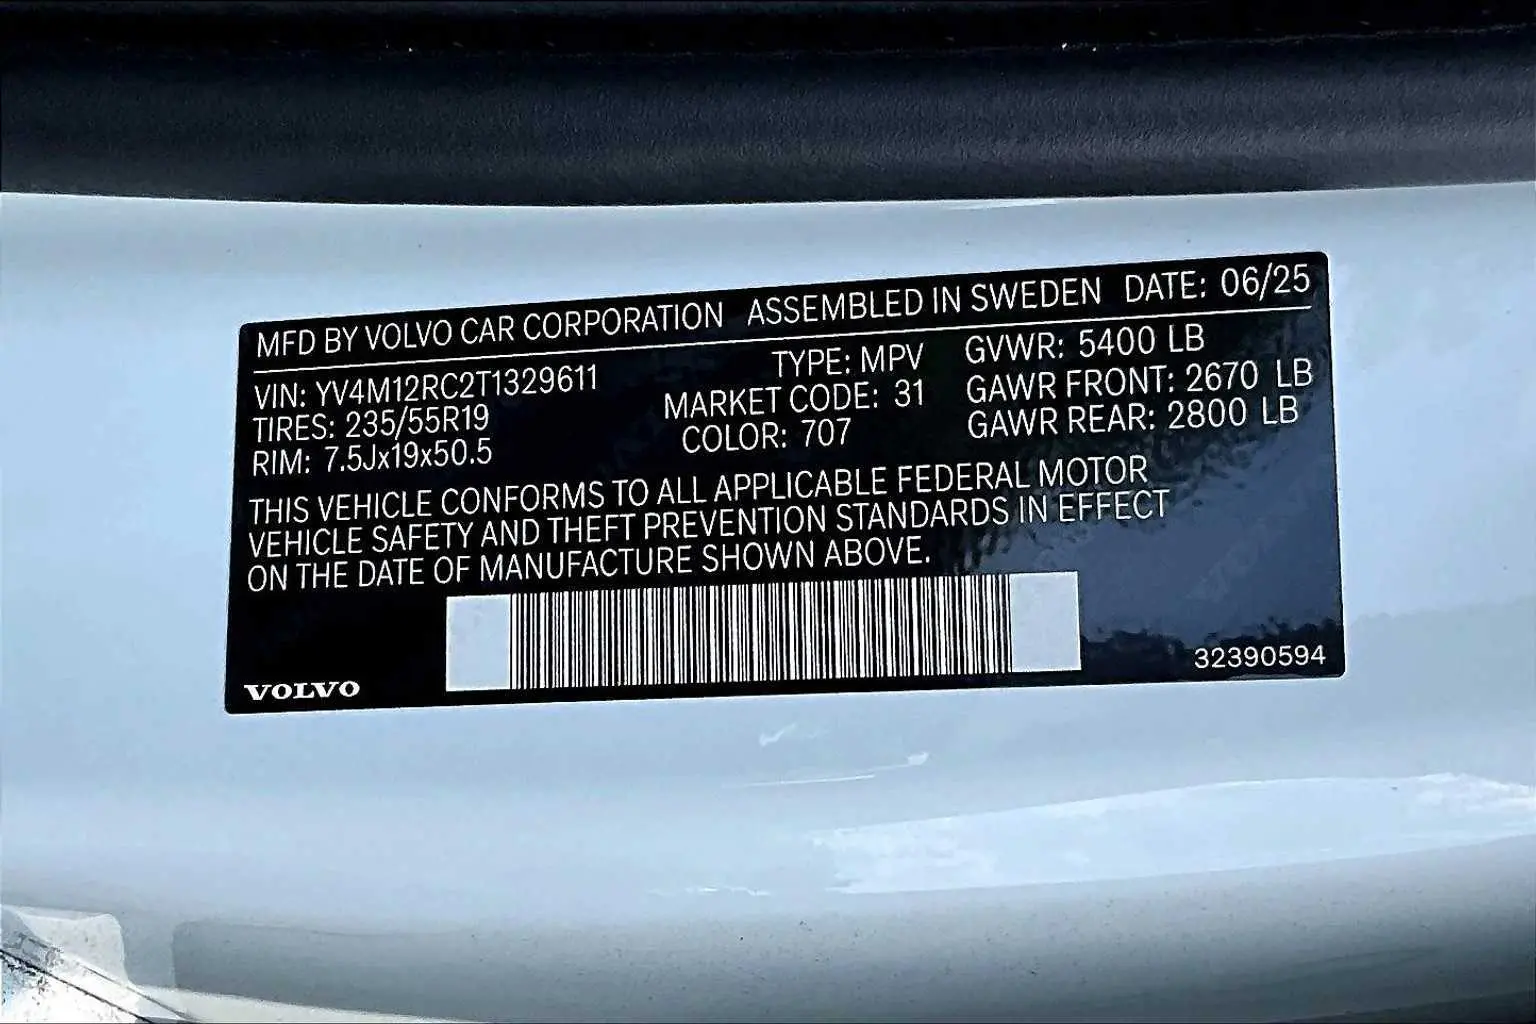 MFD BY VOLVO CAR CORPORATION ASSEMBLED IN SWEDEN DATE: 06/25
VIN: YV4M12RC2T1329611 TYPE: MPV GVWR: 5400 LB
TIRES: 235/55R19 MARKET CODE: 31 GAWR FRONT: 2670 LB
RIM: 7.5Jx19x50.5 COLOR: 707 GAWR REAR: 2800 LB
THIS VEHICLE CONFORMS TO ALL APPLICABLE FEDERAL MOTOR
VEHICLE SAFETY AND THEFT PREVENTION STANDARDS IN EFFECT
ON THE DATE OF MANUFACTURE SHOWN ABOVE.
VOLVO 32390594